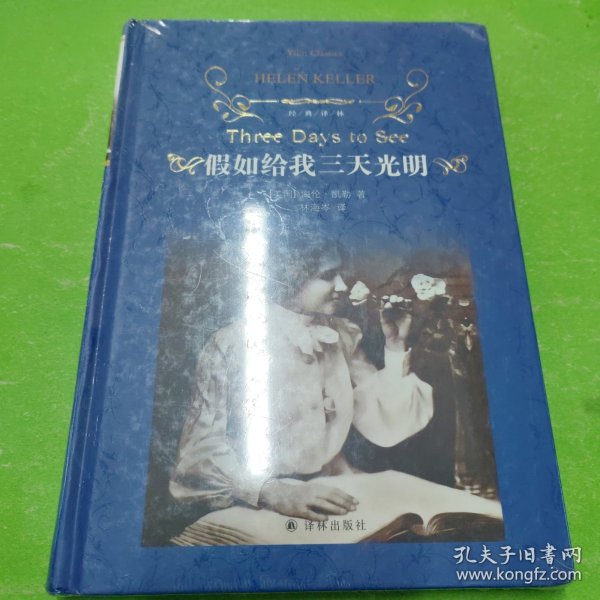 Yilin Classics
HELEN KELLER
经/典/译/林
Three Days to See
假如给我三天光明
[美国]海伦·凯勒 著
林海岑 译
译林出版社
孔夫子旧书网
www.kongfz.com